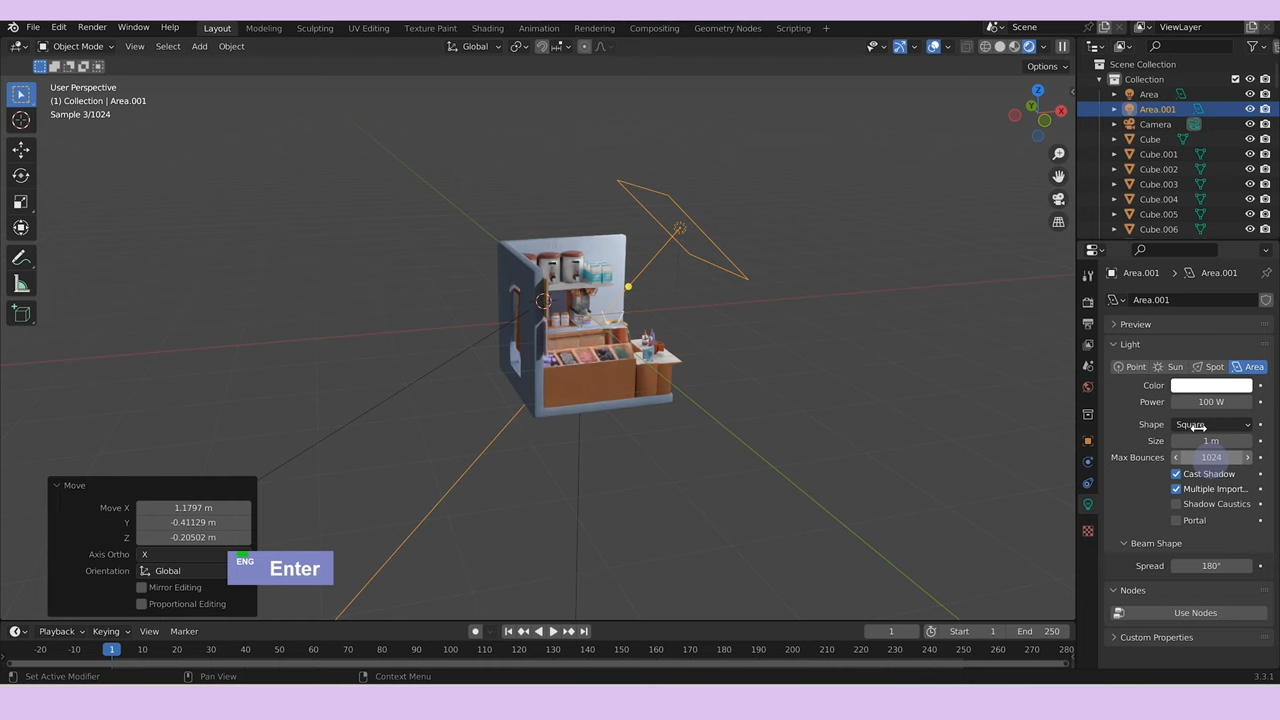 File Edit Render Window Help Layout Modeling Sculpting UV Editing Texture Paint Shading Animation Rendering Compositing Geometry Nodes Scripting + Scene ViewLayer
Object Mode View Select Add Object Global
Options
User Perspective
(1) Collection | Area.001
Sample 3/1024
Z
Y
X
Scene Collection
Collection
Area
Area.001
Camera
Cube
Cube.001
Cube.002
Cube.003
Cube.004
Cube.005
Cube.006
Area.001 Area.001
Area.001
Preview
Light
Point Sun Spot Area
Color
Power 100 W
Shape Square
Size 1 m
Max Bounces 1024
Cast Shadow
Multiple Import...
Shadow Caustics
Portal
Beam Shape
Spread 180°
Nodes
Use Nodes
Custom Properties
Move
Move X 1.1797 m
Y -0.41129 m
Z -0.20502 m
Axis Ortho X
Orientation Global
Mirror Editing
Proportional Editing
ENG Enter
Playback Keying View Marker 1 Start 1 End 250
-20 -10 1 10 20 30 40 50 60 70 80 90 100 110 120 130 140 150 160 170 180 190 200 210 220 230 240 250 260 270 280
Set Active Modifier Pan View Context Menu 3.3.1